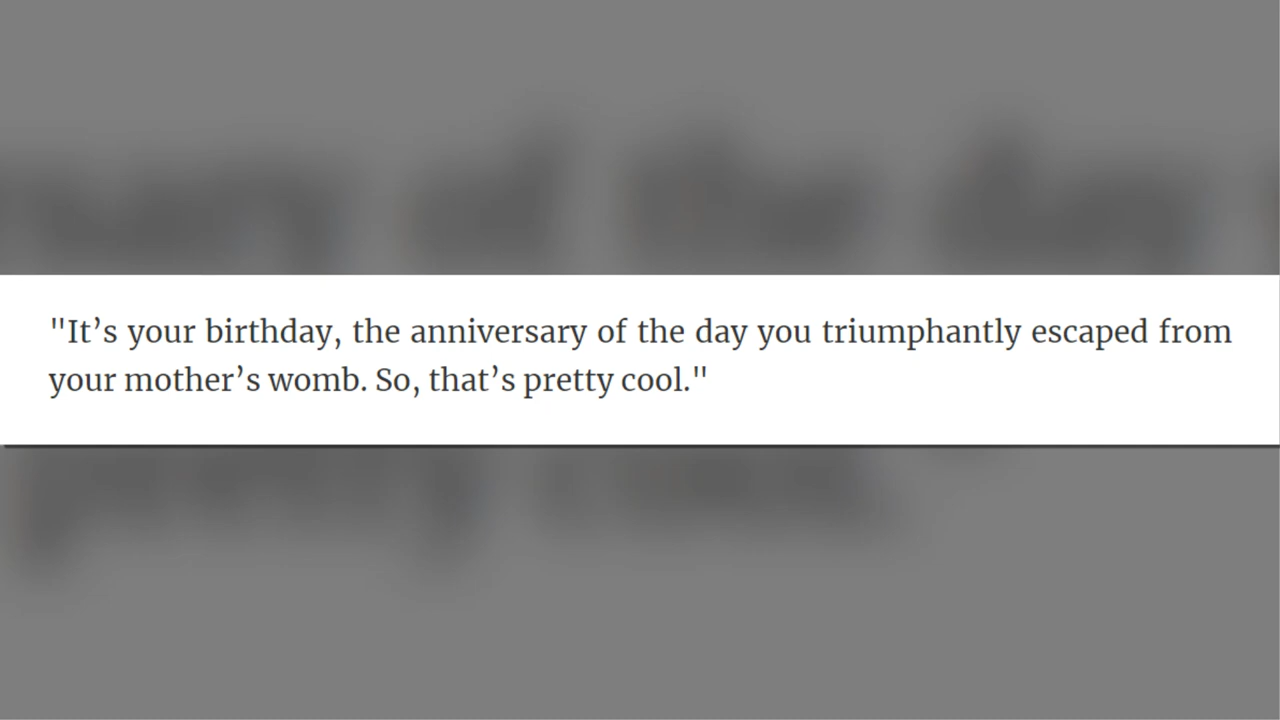 "It’s your birthday, the anniversary of the day you triumphantly escaped from
your mother’s womb. So, that’s pretty cool."